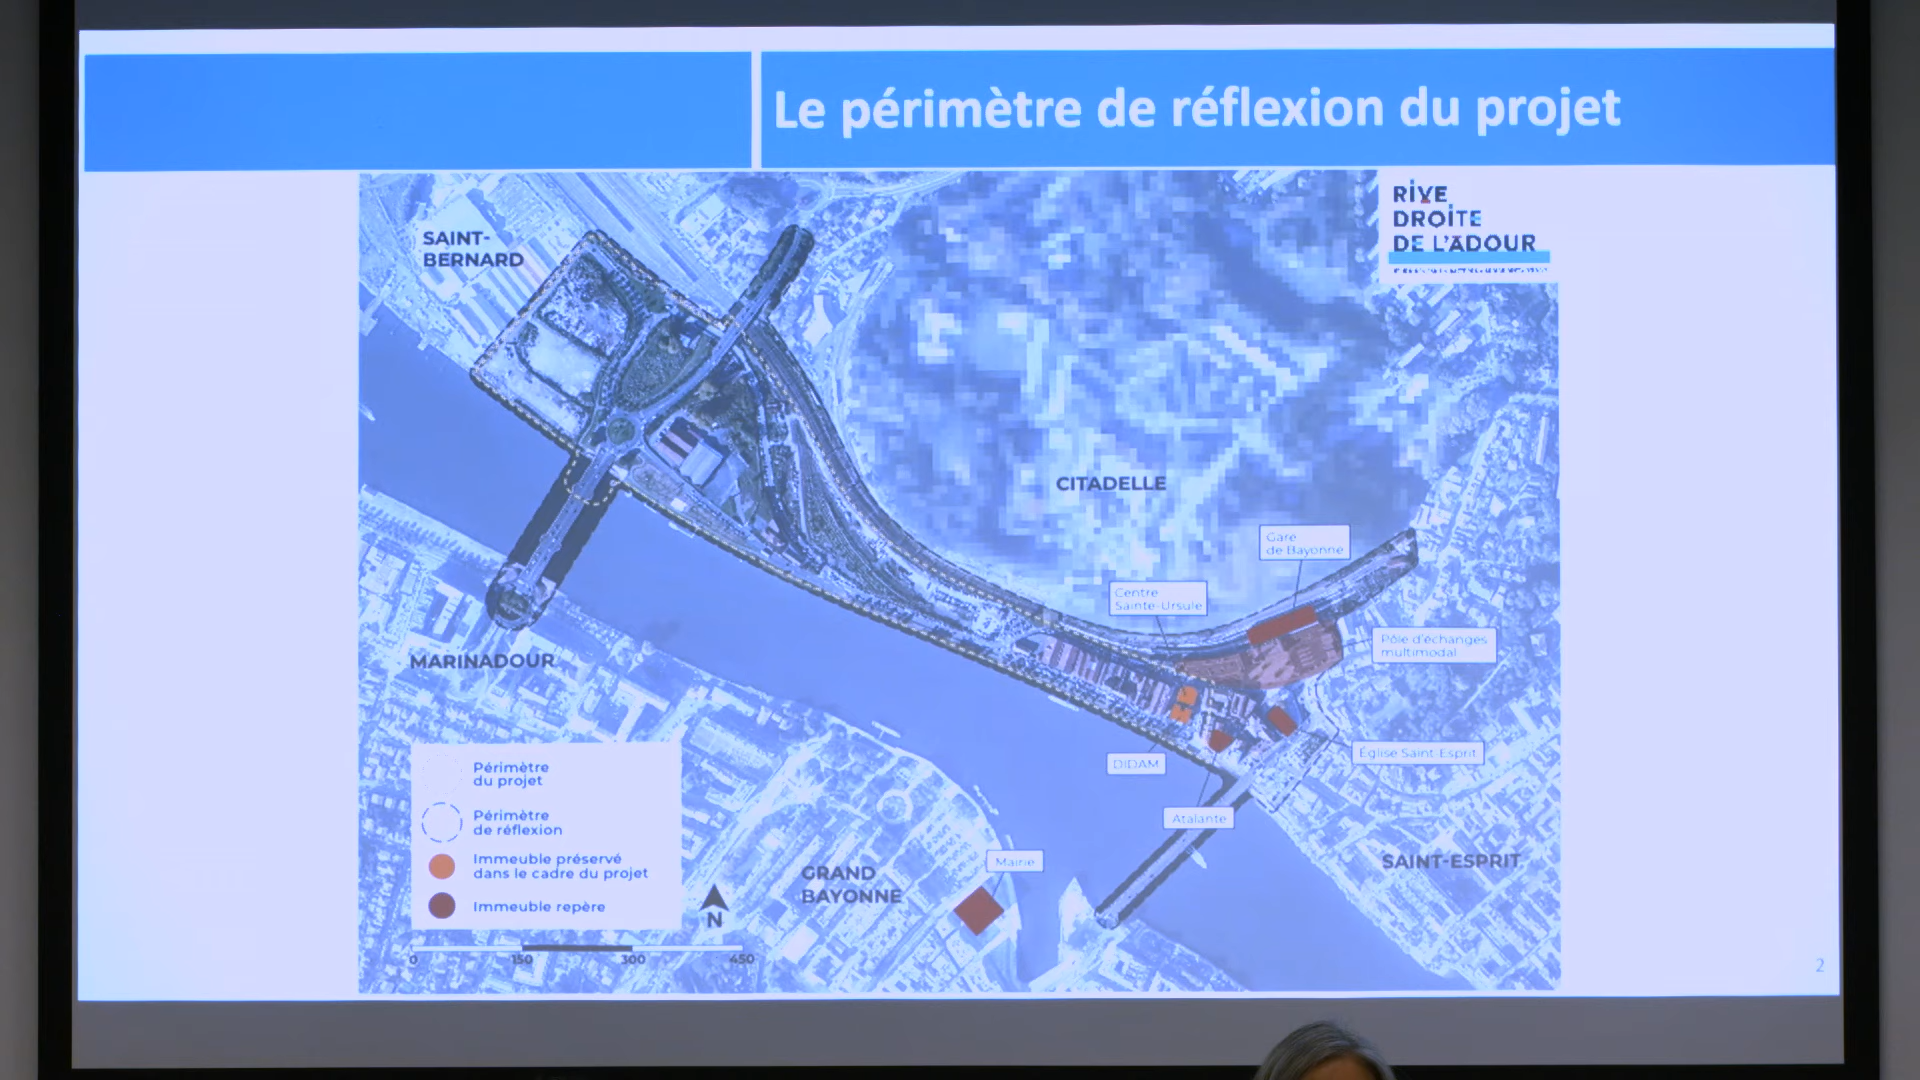 Le périmètre de réflexion du projet
RIVE
DROITE
DE L'ADOUR
SAINT-
BERNARD
CITADELLE
Gare
de Bayonne
Centre
Sainte-Ursule
Pôle d'échanges
multimodal
MARINADOUR
Église Saint-Esprit
DIDAM
Atalante
SAINT-ESPRIT
Mairie
GRAND
BAYONNE
Périmètre
du projet
Périmètre
de réflexion
Immeuble préservé
dans le cadre du projet
Immeuble repère
N
0 150 300 450
2